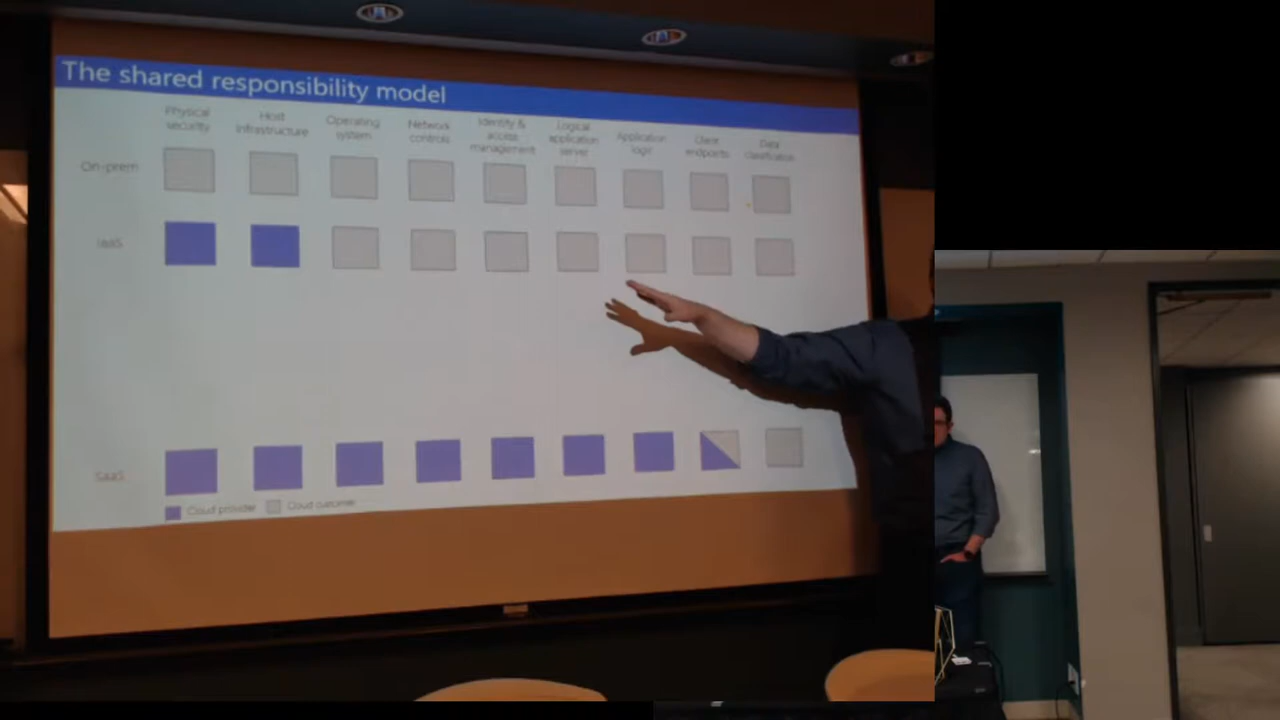 The shared responsibility model
Physical
security
Host
infrastructure
Operating
system
Network
controls
Identity &
access
management
Logical
application
server
Application
logic
Client
endpoints
Data
classification
On-prem
IaaS
SaaS
Cloud provider
Cloud customer